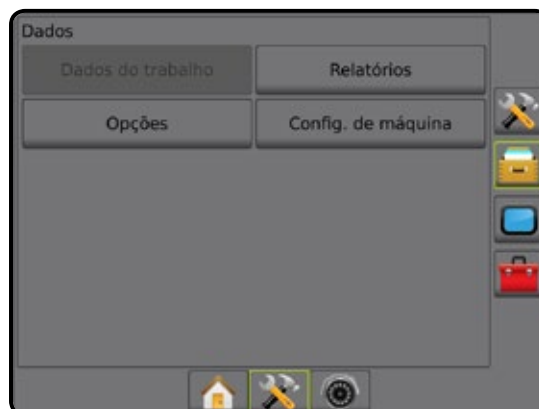 Dados
Dados do trabalho
Relatórios
Opções
Config. de máquina